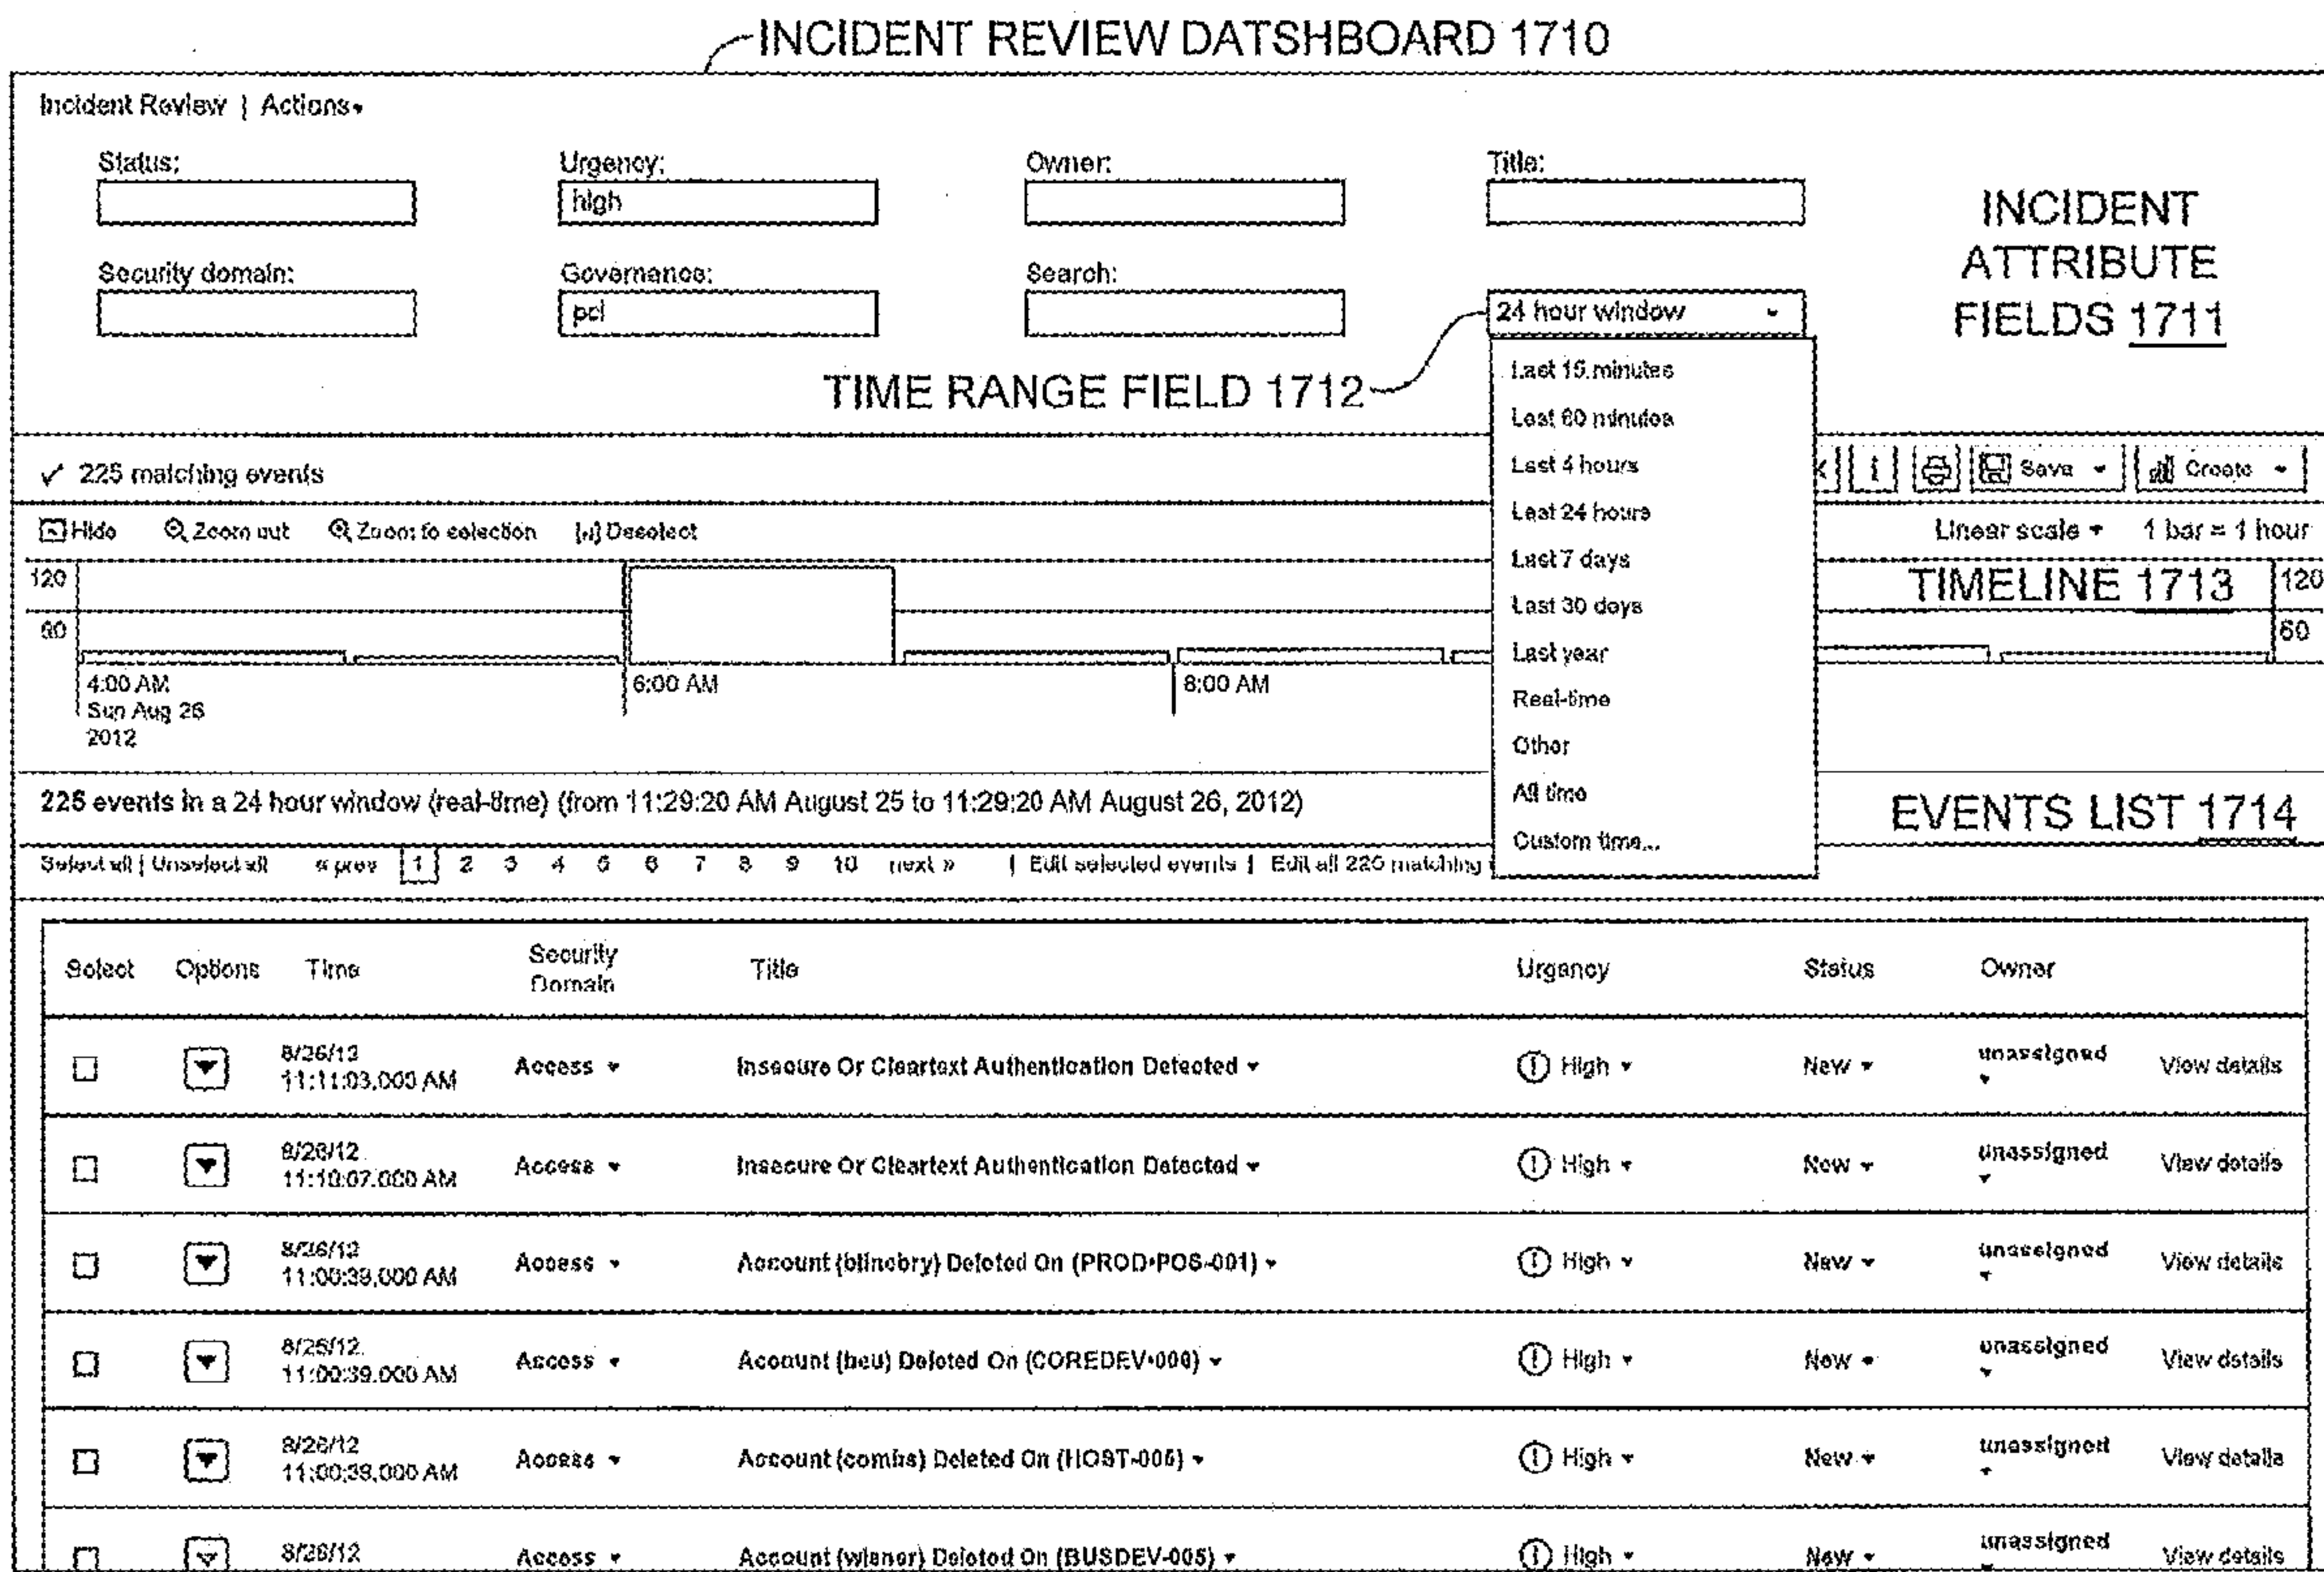 INCIDENT REVIEW DATSHBOARD 1710
Incident Review | Actions
Status:
Urgency:
Owner:
Title:
high
INCIDENT
ATTRIBUTE
FIELDS 1711
Security domain:
Governance:
Search:
pci
24 hour window
TIME RANGE FIELD 1712
Last 15 minutes
Last 60 minutes
Last 4 hours
Last 24 hours
Last 7 days
Last 30 days
Last year
Real-time
Other
All time
Custom time...
✓ 225 matching events
i
Save
Create
Hide
Zoom out
Zoom to selection
Deselect
Linear scale
1 bar = 1 hour
TIMELINE 1713
120
60
120
60
4:00 AM
Sun Aug 26
2012
6:00 AM
8:00 AM
225 events in a 24 hour window (real-time) (from 11:29:20 AM August 25 to 11:29:20 AM August 26, 2012)
EVENTS LIST 1714
Select all | Unselect all « prev 1 2 3 4 5 6 7 8 9 10 next » | Edit selected events | Edit all 225 matching
Select Options Time Security Domain Title Urgency Status Owner
8/26/12
11:11:03.000 AM Access Insecure Or Cleartext Authentication Detected High New unassigned View details
8/26/12
11:10:07.000 AM Access Insecure Or Cleartext Authentication Detected High New unassigned View details
8/26/12
11:00:39.000 AM Access Account (blinebry) Deleted On (PROD-POS-001) High New unassigned View details
8/26/12
11:00:39.000 AM Access Account (beu) Deleted On High New unassigned View details
8/26/12
11:00:39.000 AM Access Account (combs) Deleted On High New unassigned View details
8/26/12 Access Account (wisner) Deleted On (BUSDEV-005) High New unassigned View details